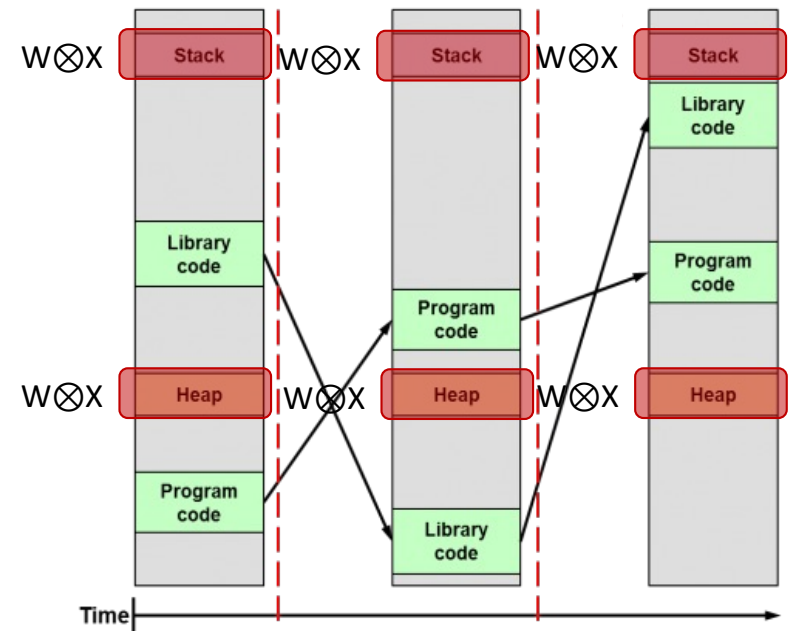 W⊗X Stack W⊗X Stack W⊗X Stack
Library
code
Library
code
Program
code
Program
code
W⊗X Heap W⊗X Heap W⊗X Heap
Program
code
Library
code
Time